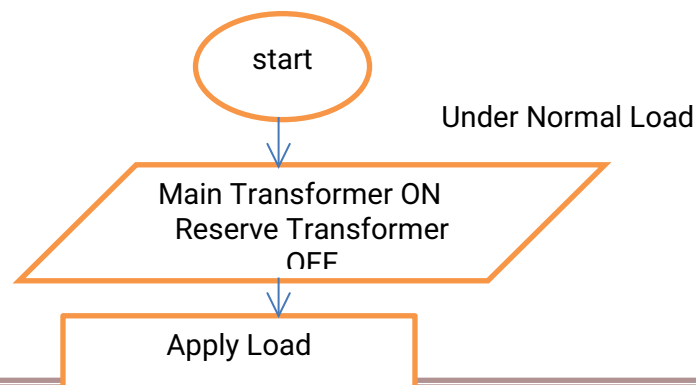 start
Under Normal Load
Main Transformer ON
Reserve Transformer
OFF
Apply Load